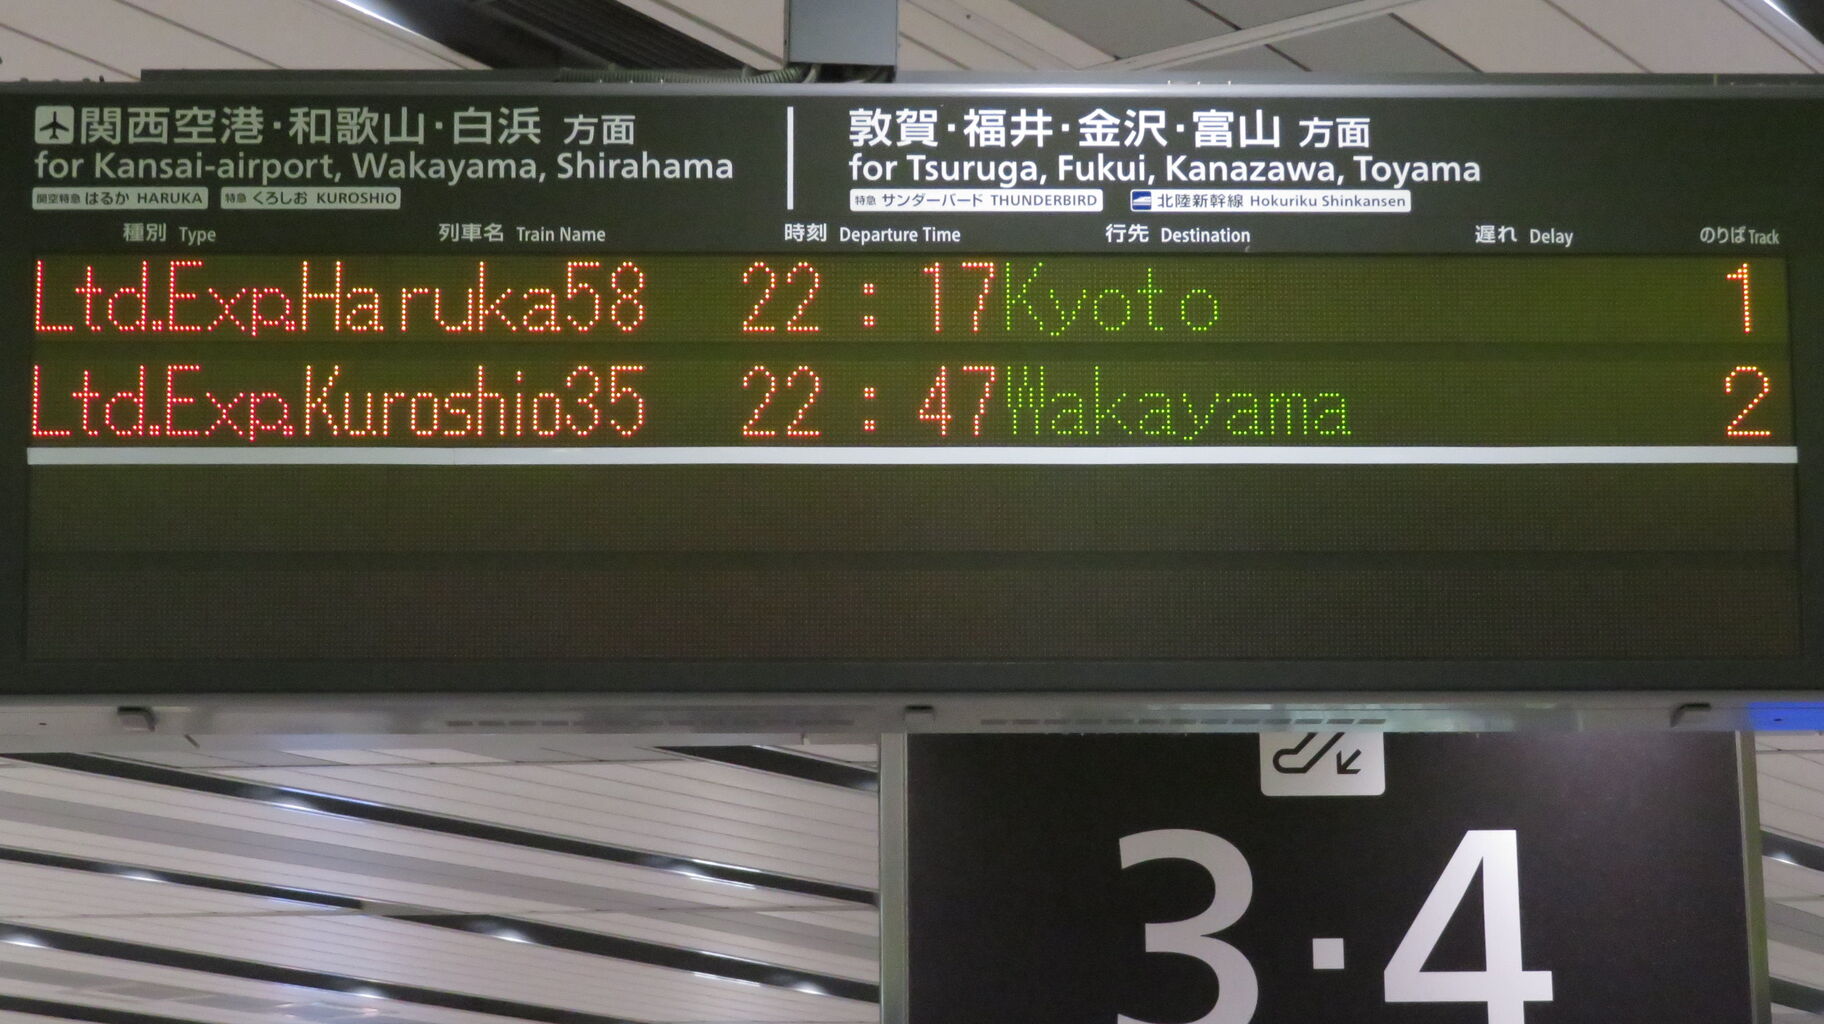 関西空港・和歌山・白浜 方面
for Kansai-airport, Wakayama, Shirahama
関空特急 はるか HARUKA 特急 くろしお KUROSHIO
敦賀・福井・金沢・富山 方面
for Tsuruga, Fukui, Kanazawa, Toyama
特急 サンダーバード THUNDERBIRD 北陸新幹線 Hokuriku Shinkansen
種別 Type 列車名 Train Name 時刻 Departure Time 行先 Destination 遅れ Delay のりば Track
Ltd.Exp.Haruka58 22:17 Kyoto 1
Ltd.Exp.Kuroshio35 22:47 Wakayama 2
3・4